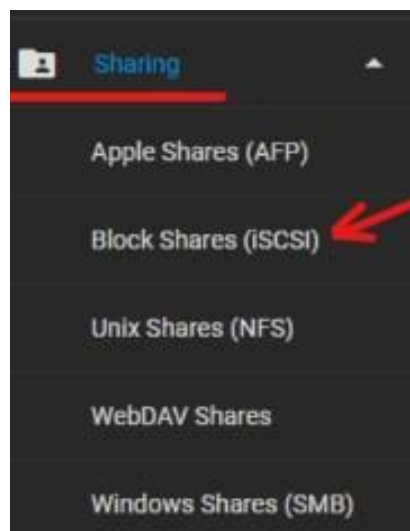 Sharing
Apple Shares (AFP)
Block Shares (iSCSI)
Unix Shares (NFS)
WebDAV Shares
Windows Shares (SMB)